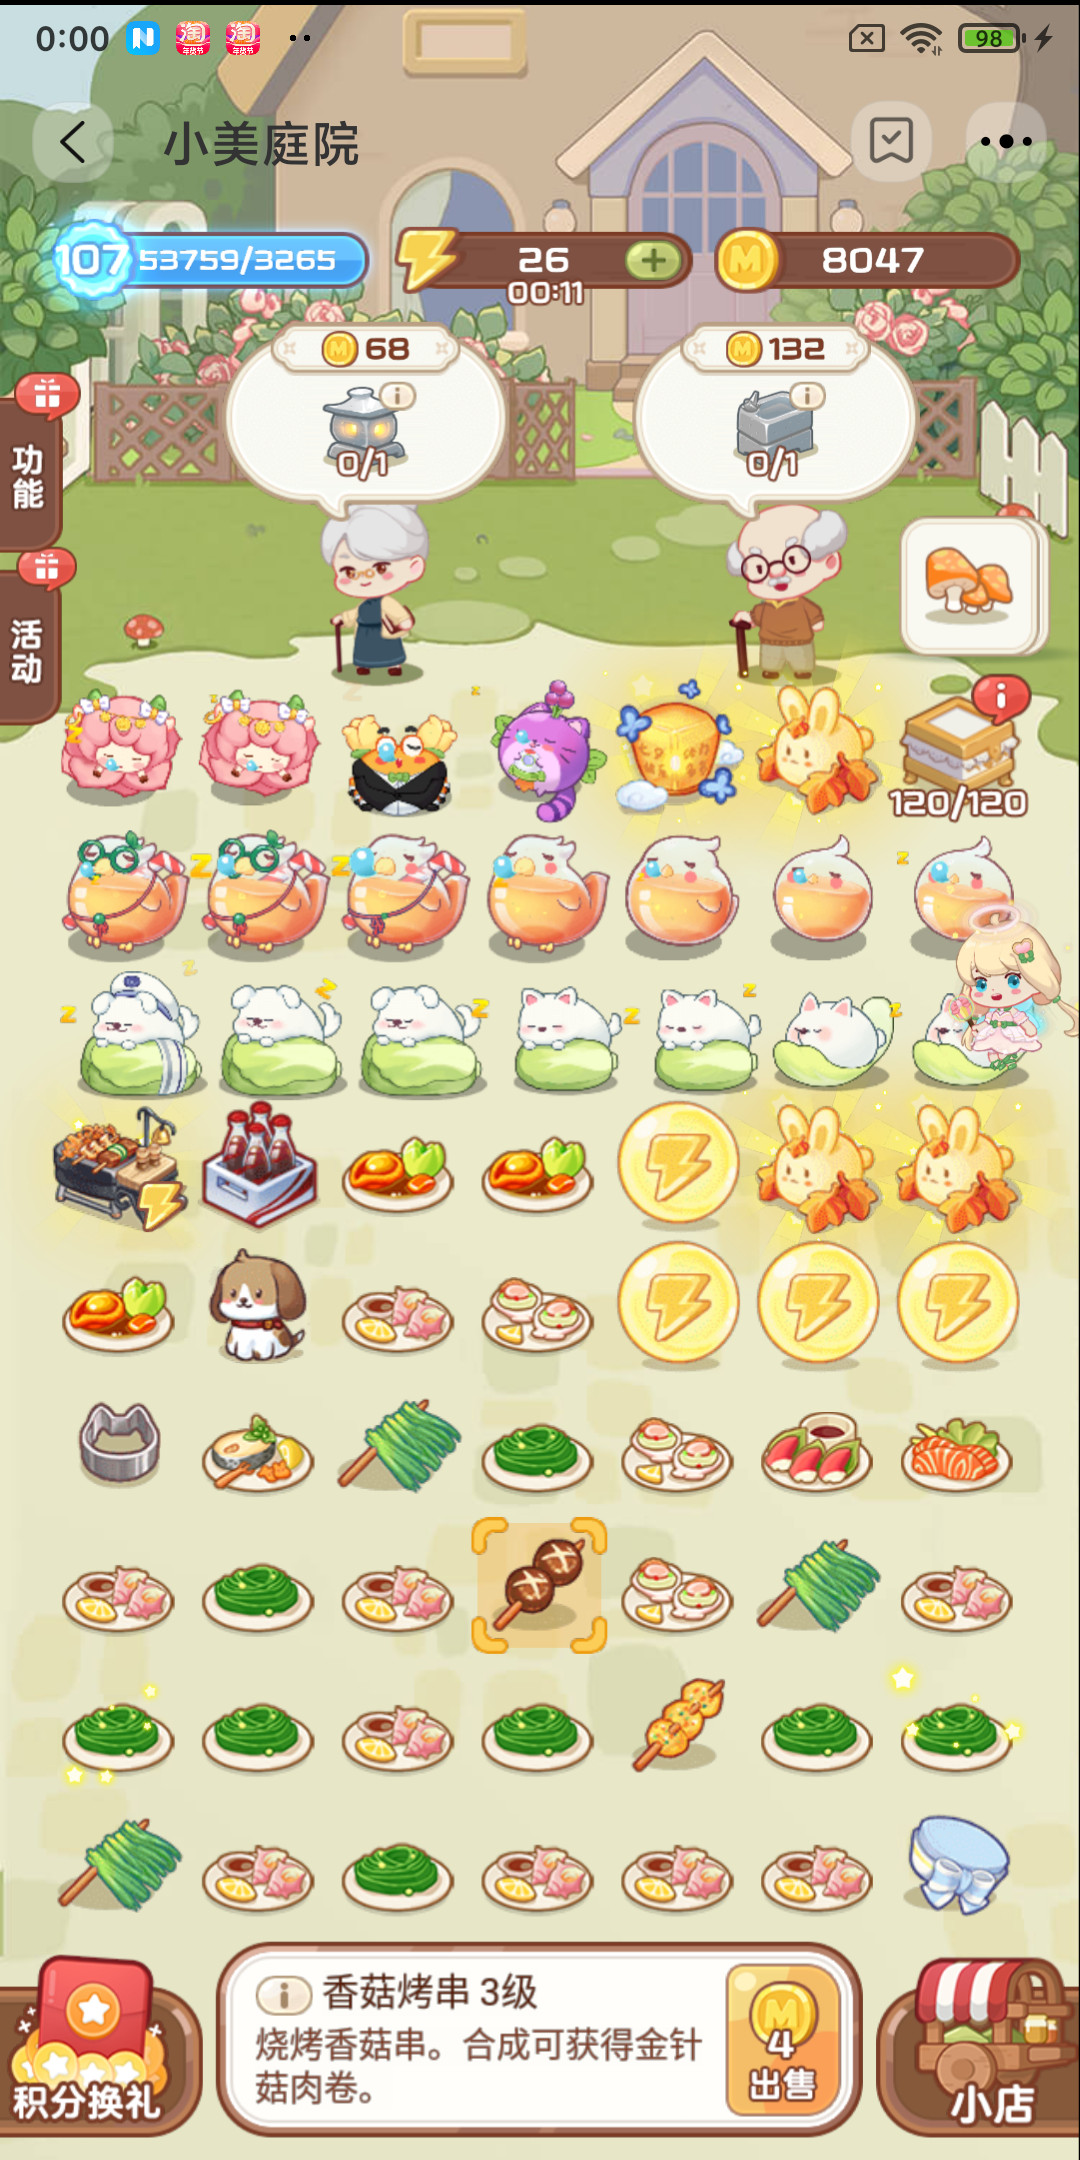 0:00
98
小美庭院
107 53759/3265
26
00:11
8047
68
132
0/1
0/1
功能
活动
120/120
香菇烤串 3级
烧烤香菇串。合成可获得金针
菇肉卷。
4
出售
积分换礼
小店